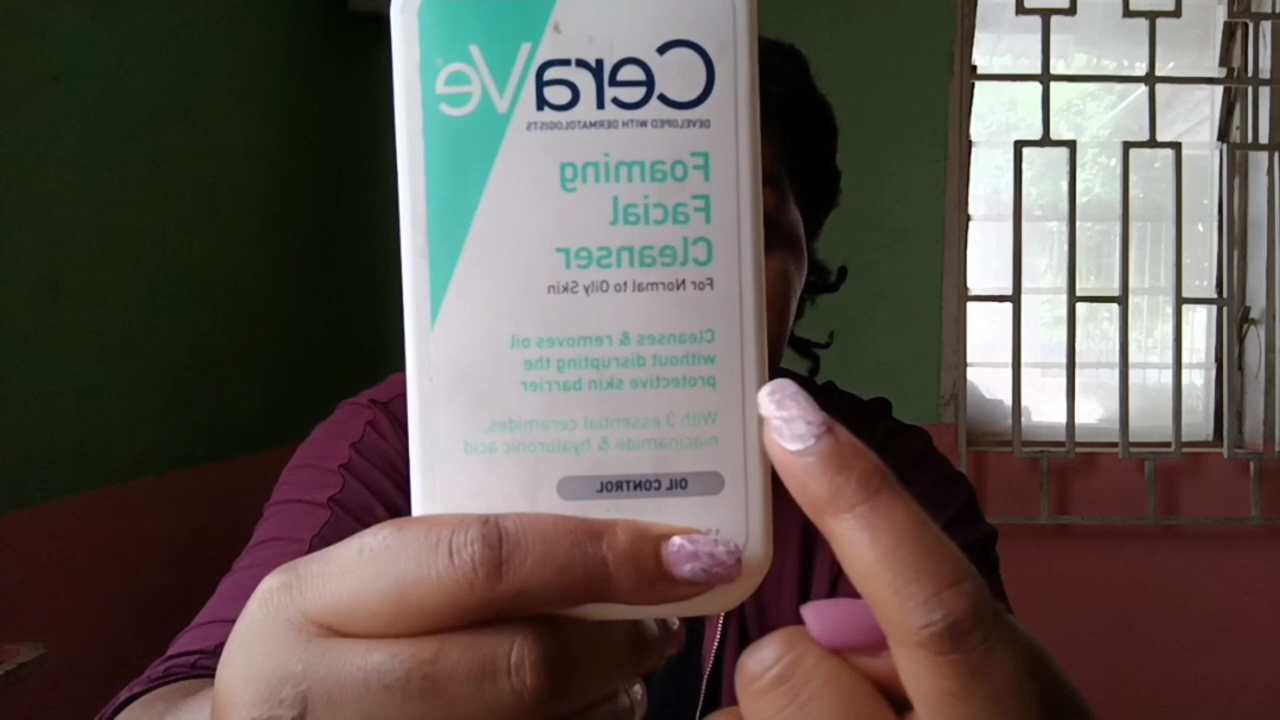 CeraVe
DEVELOPED WITH DERMATOLOGISTS
Foaming
Facial
Cleanser
For Normal to Oily Skin
Cleanses & removes oil
without disrupting the
protective skin barrier
With 3 essential ceramides,
niacinamide & hyaluronic acid
OIL CONTROL